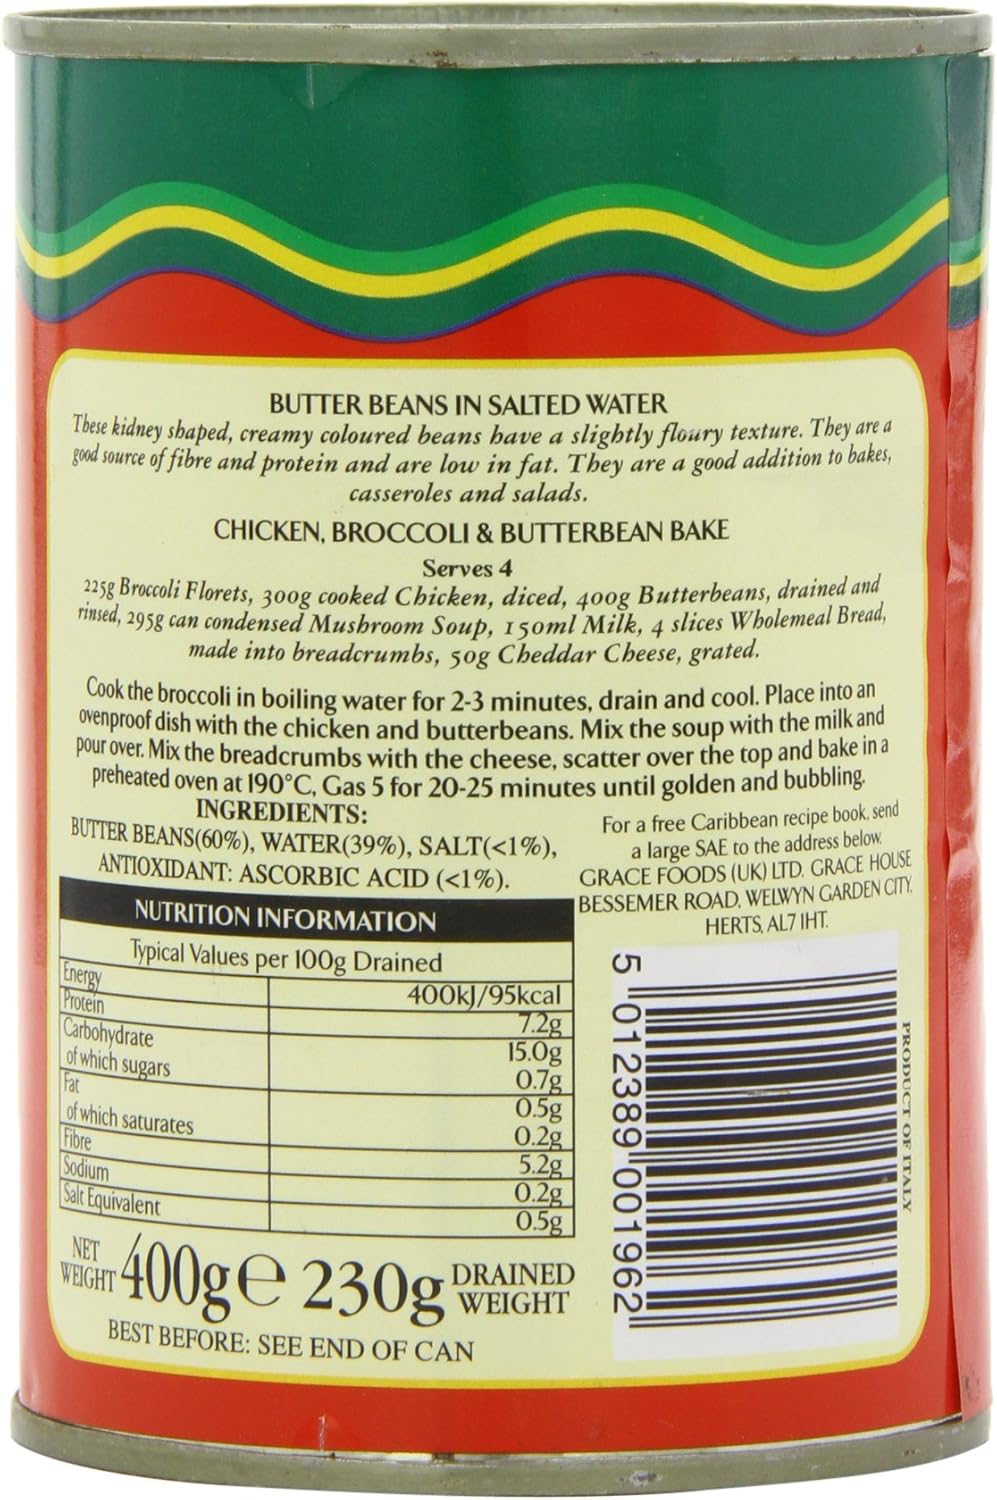 BUTTER BEANS IN SALTED WATER
These kidney shaped, creamy coloured beans have a slightly floury texture. They are a
good source of fibre and protein and are low in fat. They are a good addition to bakes,
casseroles and salads.
CHICKEN, BROCCOLI & BUTTERBEAN BAKE
Serves 4
225g Broccoli Florets, 300g cooked Chicken, diced, 400g Butterbeans, drained and
rinsed, 295g can condensed Mushroom Soup, 150ml Milk, 4 slices Wholemeal Bread,
made into breadcrumbs, 50g Cheddar Cheese, grated.
Cook the broccoli in boiling water for 2-3 minutes, drain and cool. Place into an
ovenproof dish with the chicken and butterbeans. Mix the soup with the milk and
pour over. Mix the breadcrumbs with the cheese, scatter over the top and bake in a
preheated oven at 190°C, Gas 5 for 20-25 minutes until golden and bubbling.
INGREDIENTS:
BUTTER BEANS(60%), WATER(39%), SALT(<1%),
ANTIOXIDANT: ASCORBIC ACID (<1%).
NUTRITION INFORMATION
Typical Values per 100g Drained
Energy 400kJ/95kcal
Protein 7.2g
Carbohydrate 15.0g
of which sugars 0.7g
Fat 0.5g
of which saturates 0.2g
Fibre 5.2g
Sodium 0.2g
Salt Equivalent 0.5g
NET WEIGHT 400g℮ 230g DRAINED WEIGHT
BEST BEFORE: SEE END OF CAN
For a free Caribbean recipe book, send
a large SAE to the address below.
GRACE FOODS (UK) LTD. GRACE HOUSE
BESSEMER ROAD, WELWYN GARDEN CITY,
HERTS, AL7 1HT.
5 012389 001962
PRODUCT OF ITALY